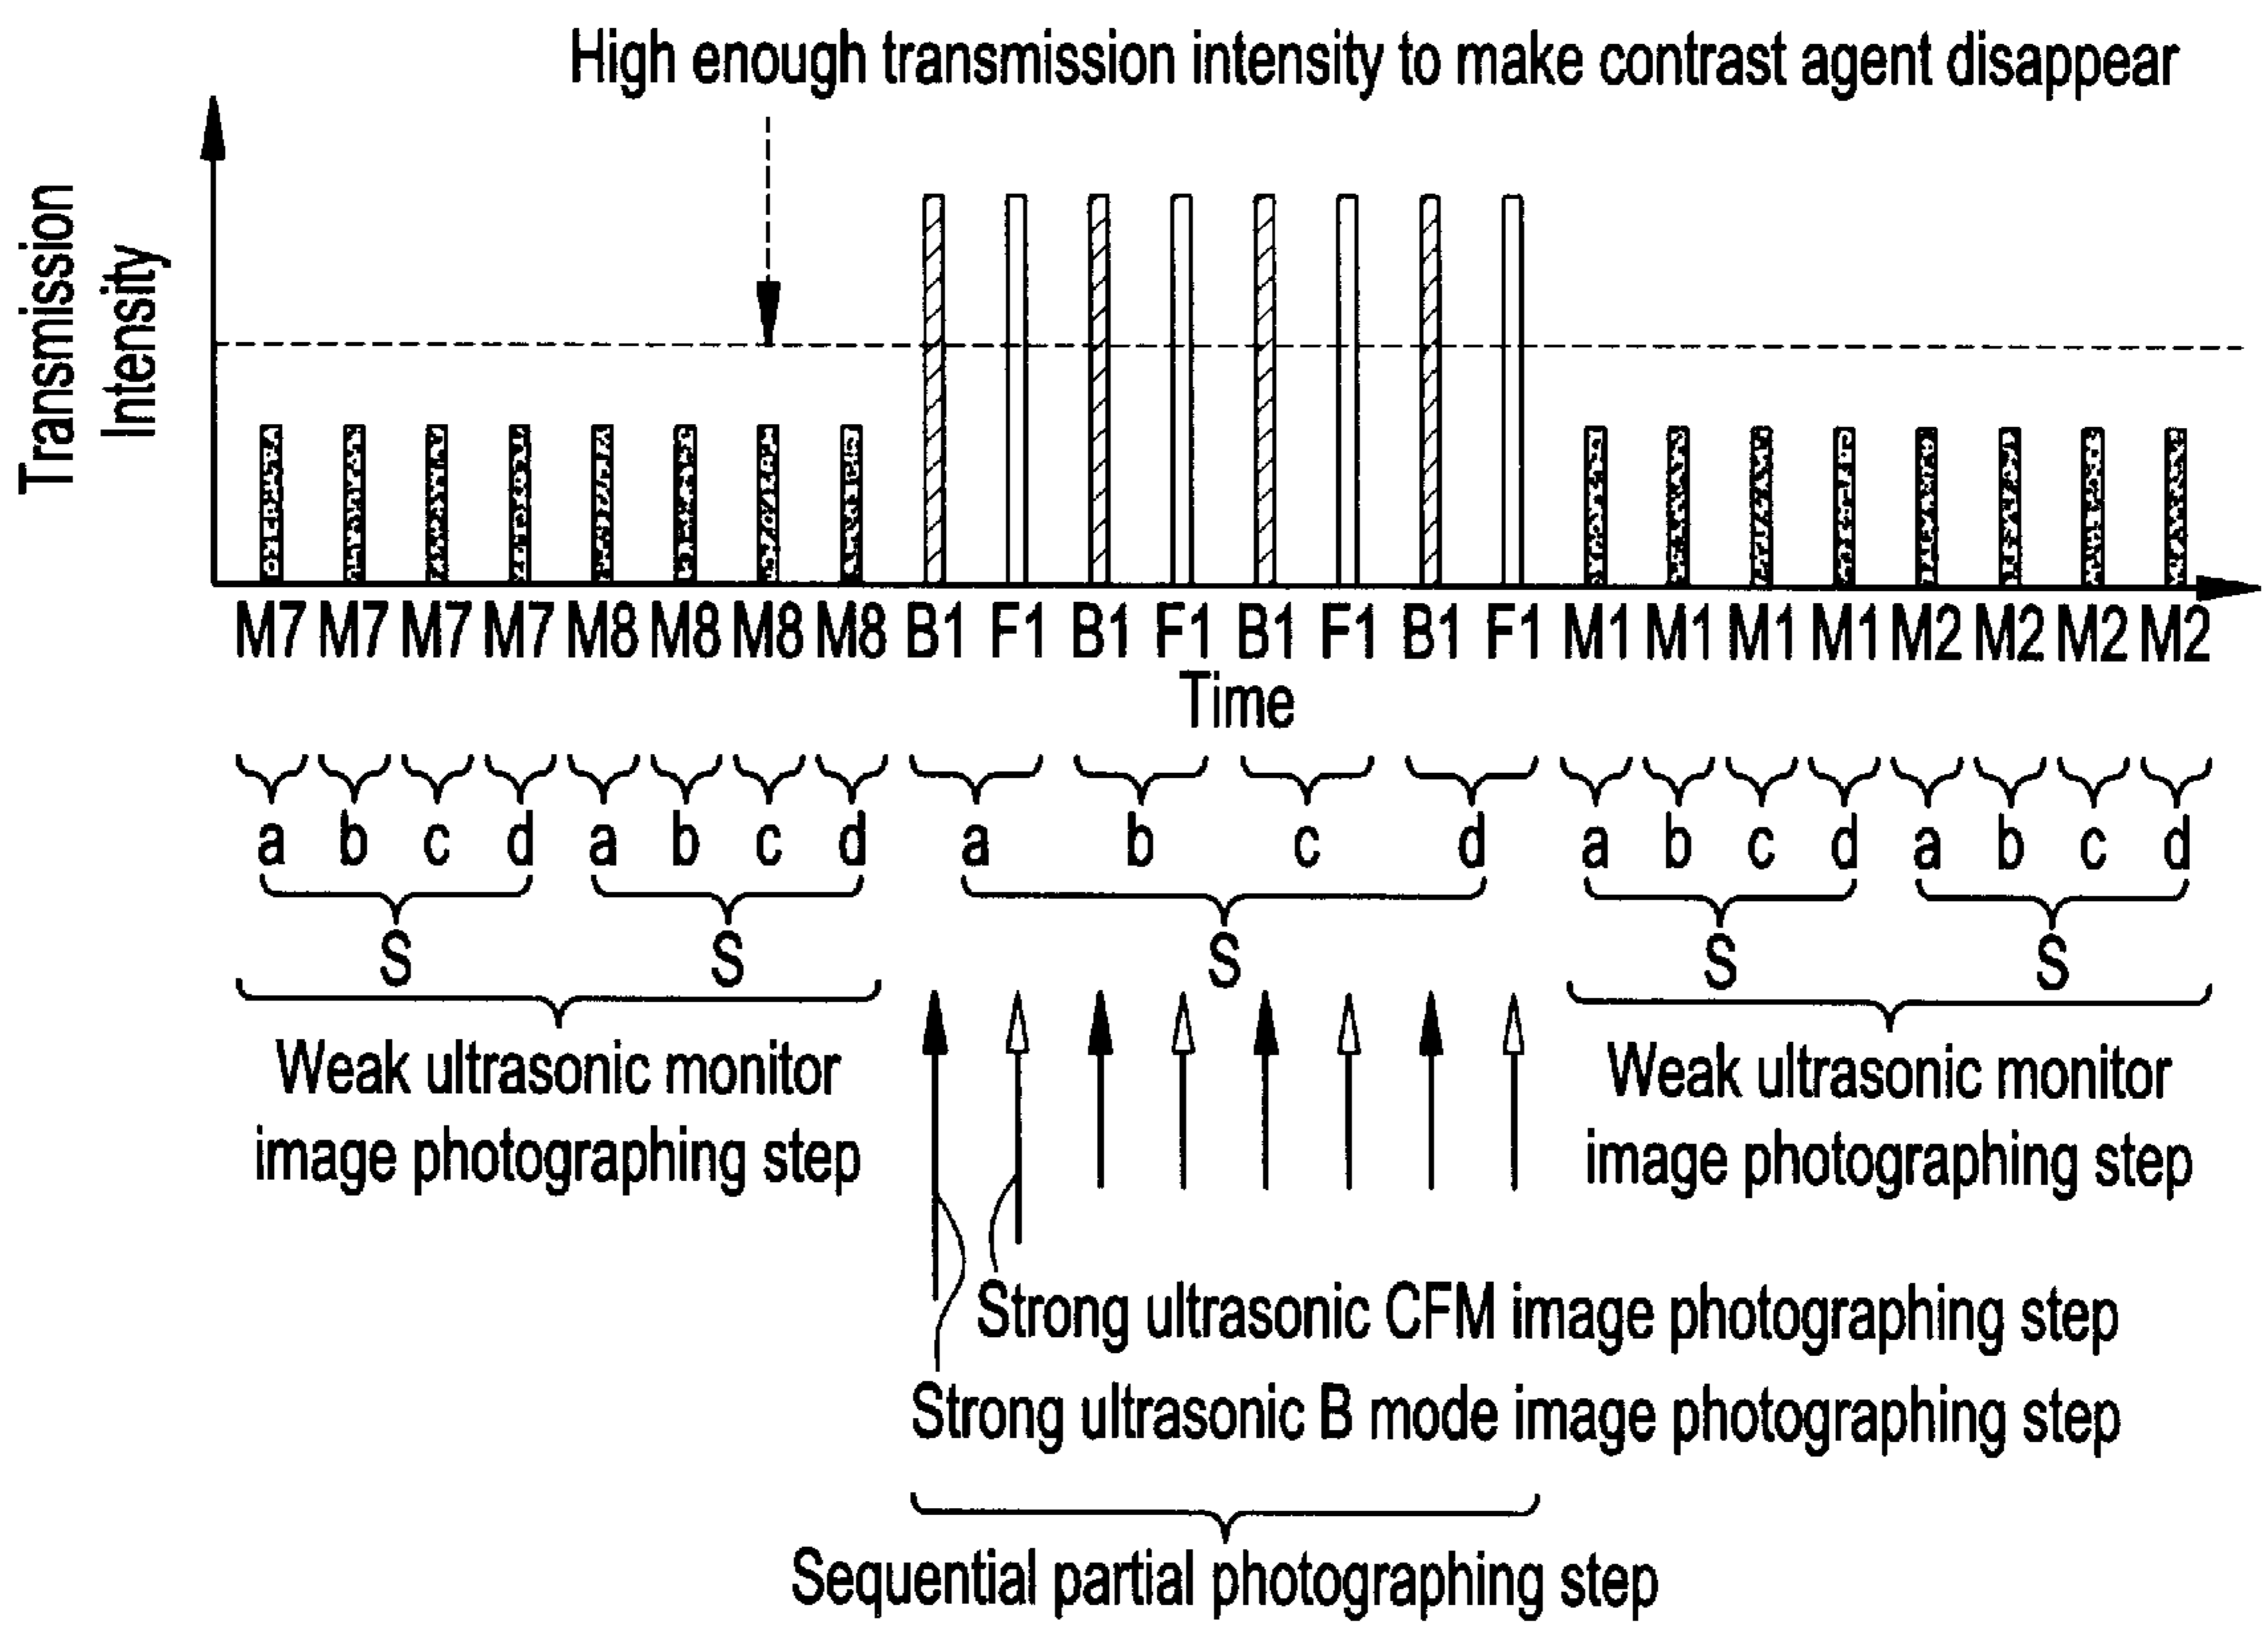 High enough transmission intensity to make contrast agent disappear
Transmission
Intensity
M7 M7 M7 M7 M8 M8 M8 M8 B1 F1 B1 F1 B1 F1 B1 F1 M1 M1 M1 M1 M2 M2 M2 M2
Time
a b c d a b c d a b c d a b c d a b c d
S S S S S
Weak ultrasonic monitor
image photographing step
Weak ultrasonic monitor
image photographing step
Strong ultrasonic CFM image photographing step
Strong ultrasonic B mode image photographing step
Sequential partial photographing step